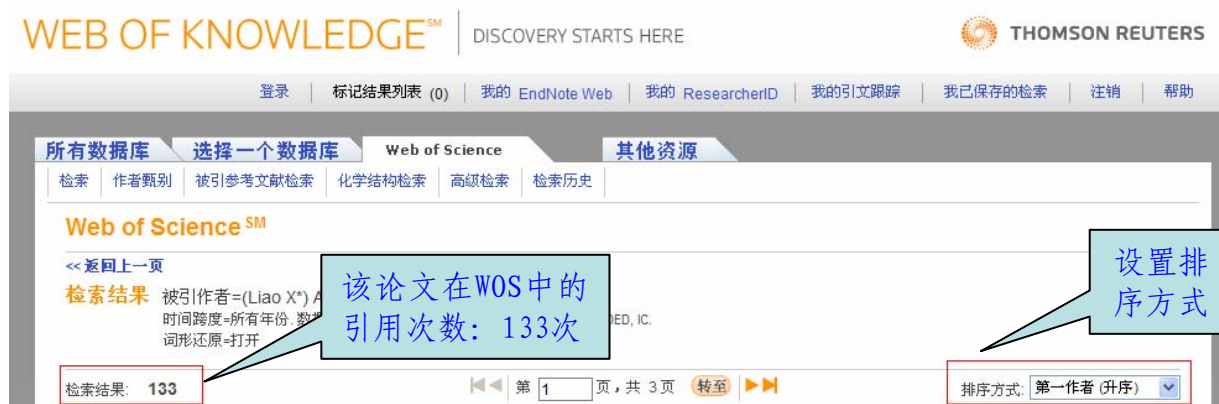 WEB OF KNOWLEDGE℠ DISCOVERY STARTS HERE THOMSON REUTERS
登录 标记结果列表 (0) 我的 EndNote Web 我的 ResearcherID 我的引文跟踪 我已保存的检索 注销 帮助
所有数据库 选择一个数据库 Web of Science 其他资源
检索 作者甄别 被引参考文献检索 化学结构检索 高级检索 检索历史
Web of Science SM
<<返回上一页
检索结果 被引作者=(Liao X*) A
时间跨度=所有年份. 数 DED, IC.
词形还原=打开
该论文在WOS中的
引用次数: 133次
设置排
序方式
检索结果: 133 第 1 页,共 3页 转至 排序方式: 第一作者 (升序)